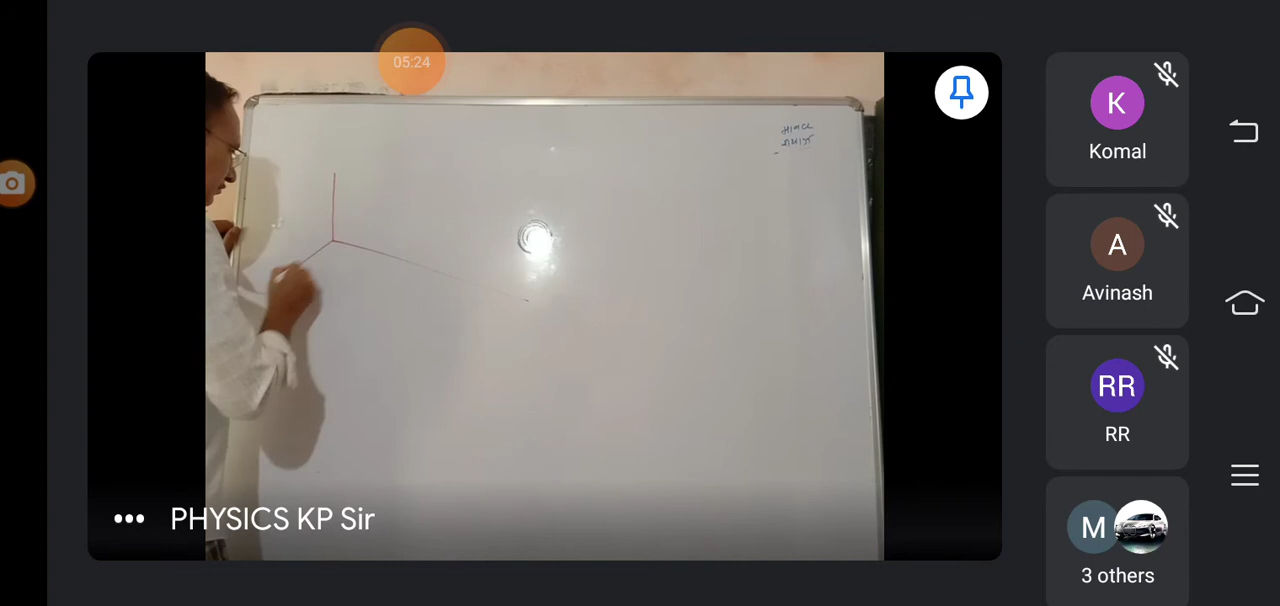 05:24
K
Komal
A
Avinash
RR
RR
M
3 others
PHYSICS KP Sir